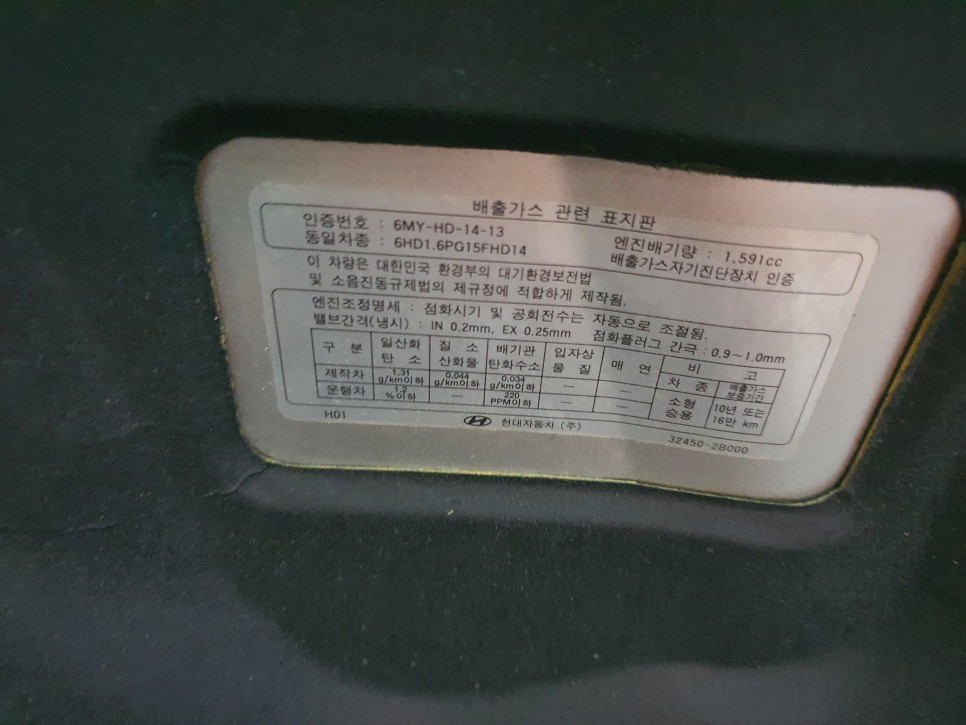 배출가스 관련 표지판
인증번호 : 6MY-HD-14-13
동일차종 : 6HD1.6PG15FHD14
엔진배기량 : 1,591cc
배출가스자기진단장치 인증
이 차량은 대한민국 환경부의 대기환경보전법
및 소음진동규제법의 제규정에 적합하게 제작됨.
엔진조정명세 : 점화시기 및 공회전수는 자동으로 조절됨.
밸브간격(냉시) : IN 0.2mm, EX 0.25mm 점화플러그 간극 : 0.9~1.0mm
구 분 일산화탄소 질소산화물 배기관탄화수소 입자상물질 매연 비고
제작차 1.31 g/km이하 0.044 g/km이하 0.034 g/km이하 — — 차종 배출가스보증기간
운행차 1.2 %이하 — 220 PPM이하 — — 소형승용 10년 또는 16만 km
H01 현대자동차 (주) 32450-2B000